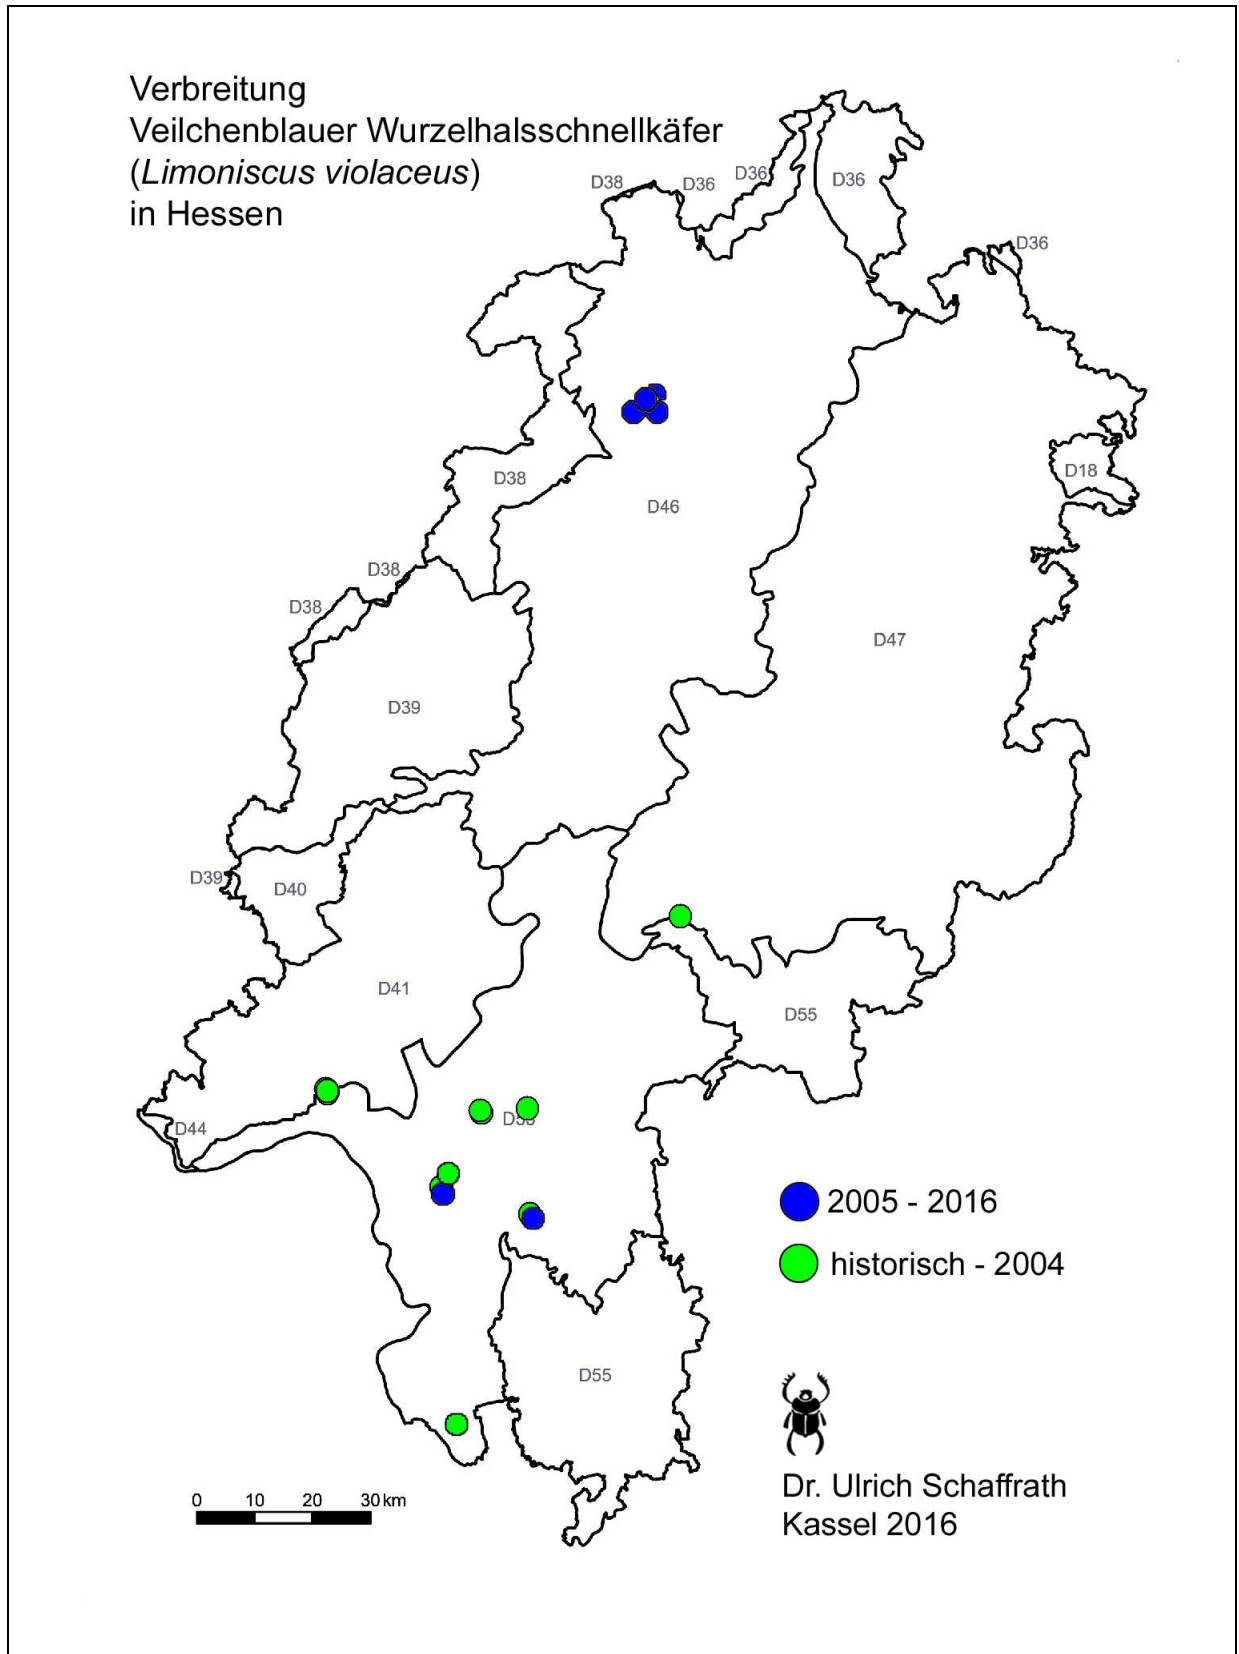 Verbreitung
Veilchenblauer Wurzelhalsschnellkäfer
(Limoniscus violaceus)
in Hessen
D38
D36
D36
D36
D36
D38
D18
D46
D38
D38
D47
D39
D39
D40
D41
D55
D44
2005 - 2016
historisch - 2004
D55
0 10 20 30 km
Dr. Ulrich Schaffrath
Kassel 2016